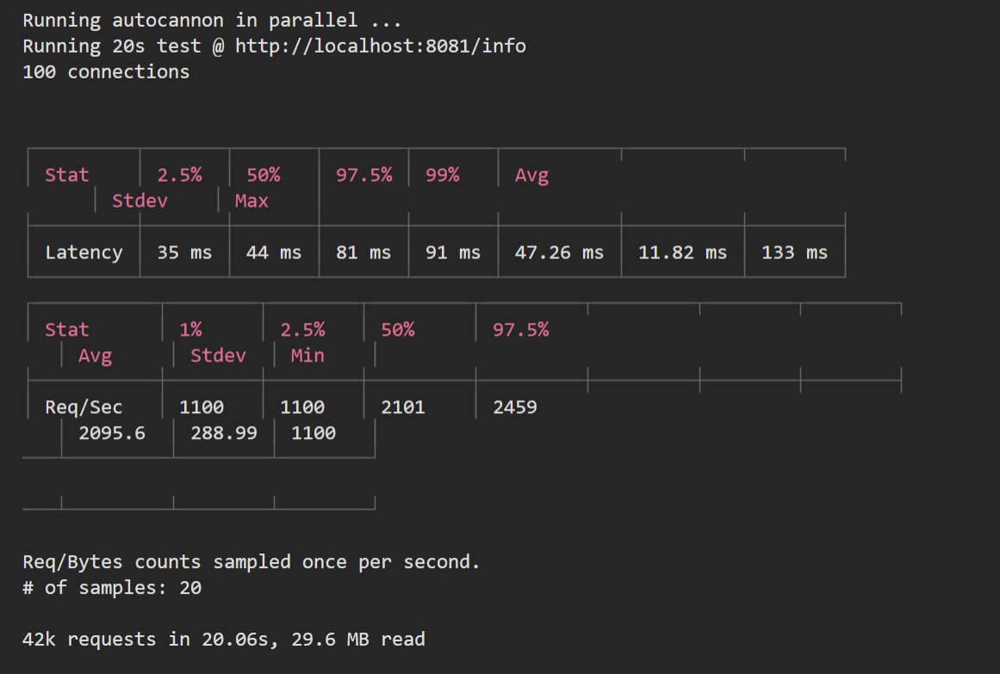 Running autocannon in parallel ...
Running 20s test @ http://localhost:8081/info
100 connections
Stat 2.5% 50% 97.5% 99% Avg
Stdev Max
Latency 35 ms 44 ms 81 ms 91 ms 47.26 ms 11.82 ms 133 ms
Stat 1% 2.5% 50% 97.5%
Avg Stdev Min
Req/Sec 1100 1100 2101 2459
2095.6 288.99 1100
Req/Bytes counts sampled once per second.
# of samples: 20
42k requests in 20.06s, 29.6 MB read